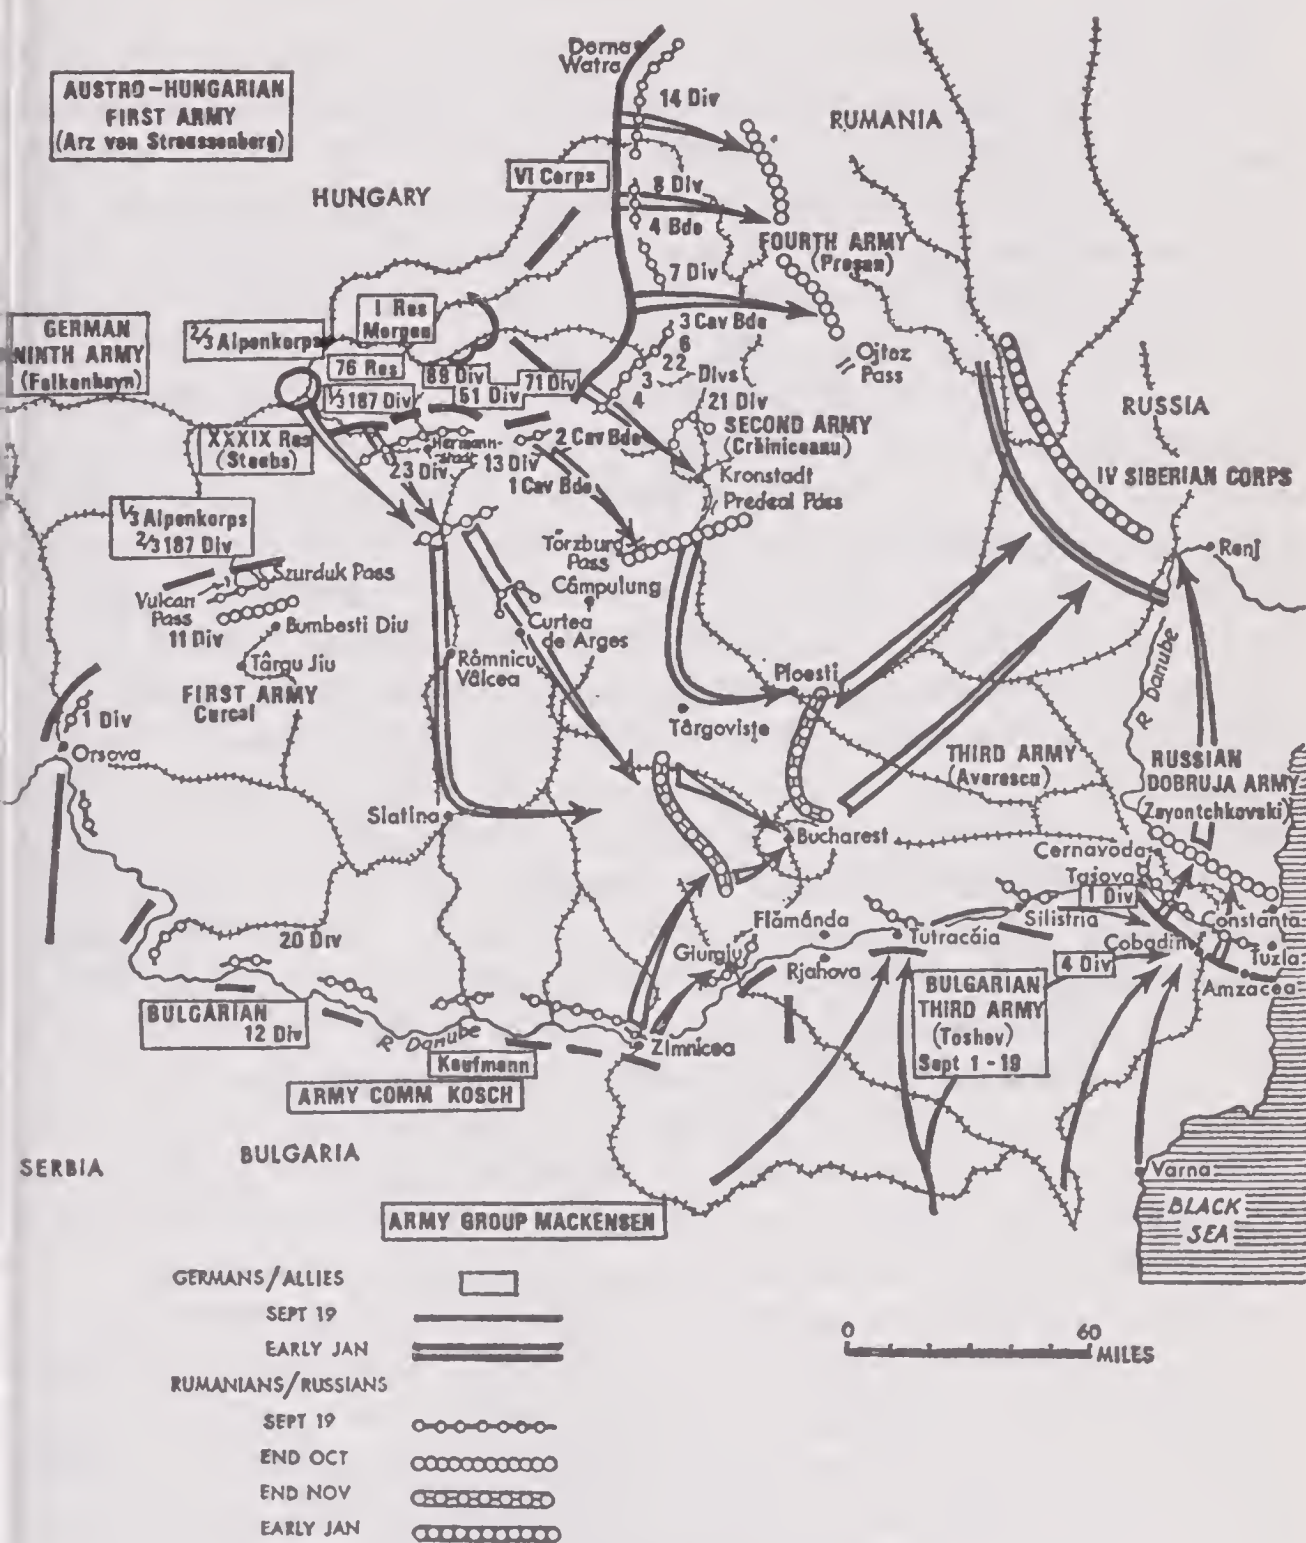 Dorna
Watra
AUSTRO-HUNGARIAN
FIRST ARMY
(Arz von Straussenberg)
14 Div
RUMANIA
VI Corps
HUNGARY
8 Div
4 Bde
FOURTH ARMY
(Presan)
7 Div
GERMAN
NINTH ARMY
(Falkenhayn)
2/3 Alpenkorps
I Res
Morgen
3 Cav Bde
6
22
3
4
Divs
Ojtoz
Pass
76 Res
89 Div
51 Div
71 Div
1/3 187 Div
21 Div
SECOND ARMY
(Crăiniceanu)
RUSSIA
XXXIX Res
(Staabs)
Hermann-
stadt
23 Div
13 Div
2 Cav Bde
1 Cav Bde
Kronstadt
Predeal Pass
IV SIBERIAN CORPS
1/3 Alpenkorps
2/3 187 Div
Törzburg
Pass
Câmpulung
Reni
Szurduk Pass
Vulcan
Pass
11 Div
Bumbesti Diu
Curtea
de Arges
Târgu Jiu
Râmnicu
Vâlcea
Ploesti
R Danube
FIRST ARMY
Curcal
1 Div
Târgoviste
Orsova
THIRD ARMY
(Averescu)
RUSSIAN
DOBRUJA ARMY
(Zayontchkovski)
Slatina
Bucharest
Cernavoda
Tasova
1 Div
Flămânda
Silistria
Constanta
20 Div
Giurgiu
Tutracáia
Cobadin
Tuzla
Rjahova
4 Div
Amzacea
BULGARIAN
12 Div
BULGARIAN
THIRD ARMY
(Toshev)
Sept 1-19
R Danube
Zimnicea
Kaufmann
ARMY COMM KOSCH
SERBIA
BULGARIA
Varna
BLACK
SEA
ARMY GROUP MACKENSEN
GERMANS/ALLIES
SEPT 19
EARLY JAN
0 60
MILES
RUMANIANS/RUSSIANS
SEPT 19
END OCT
END NOV
EARLY JAN